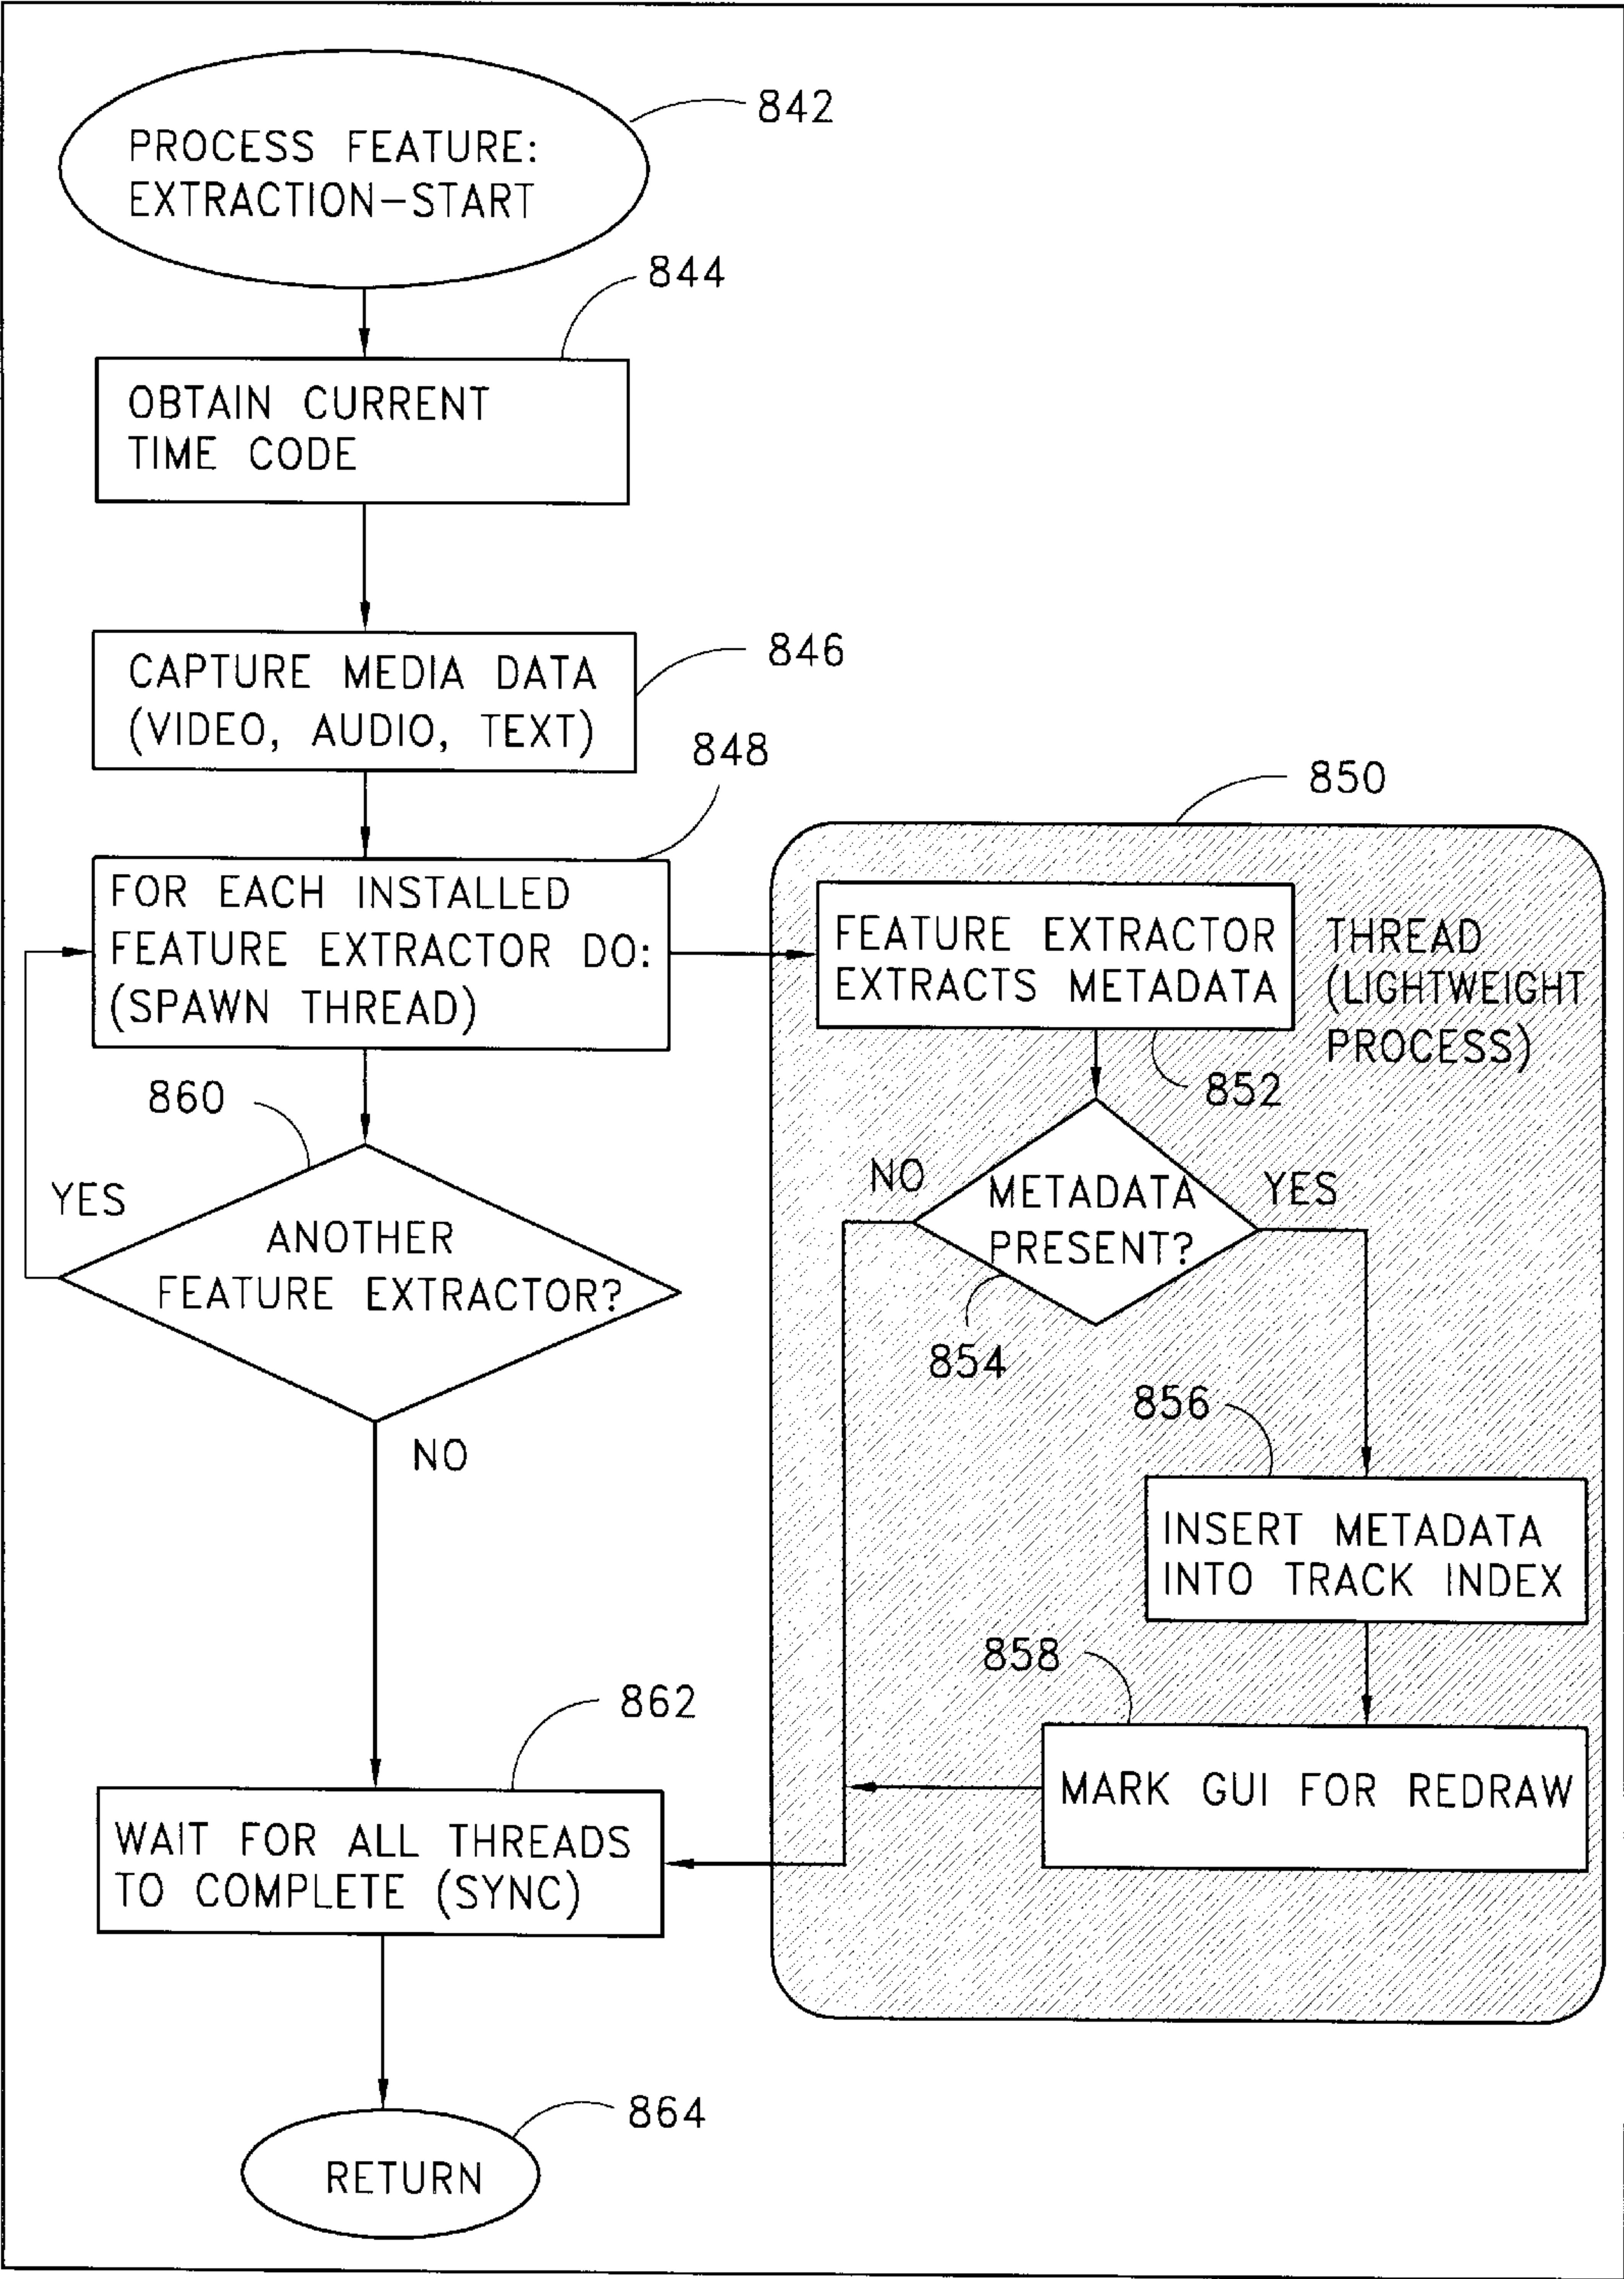 842
PROCESS FEATURE:
EXTRACTION-START
844
OBTAIN CURRENT
TIME CODE
846
CAPTURE MEDIA DATA
(VIDEO, AUDIO, TEXT)
848
FOR EACH INSTALLED
FEATURE EXTRACTOR DO:
(SPAWN THREAD)
850
FEATURE EXTRACTOR
EXTRACTS METADATA
THREAD
(LIGHTWEIGHT
PROCESS)
852
860
YES
ANOTHER
FEATURE EXTRACTOR?
NO
NO
METADATA
PRESENT?
YES
854
856
INSERT METADATA
INTO TRACK INDEX
858
MARK GUI FOR REDRAW
862
WAIT FOR ALL THREADS
TO COMPLETE (SYNC)
864
RETURN